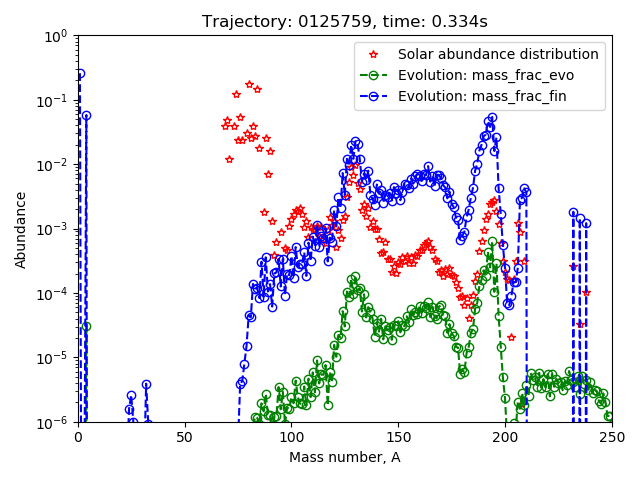 Trajectory: 0125759, time: 0.334s
Solar abundance distribution
Evolution: mass_frac_evo
Evolution: mass_frac_fin
Abundance
10^0
10^-1
10^-2
10^-3
10^-4
10^-5
10^-6
0 50 100 150 200 250
Mass number, A